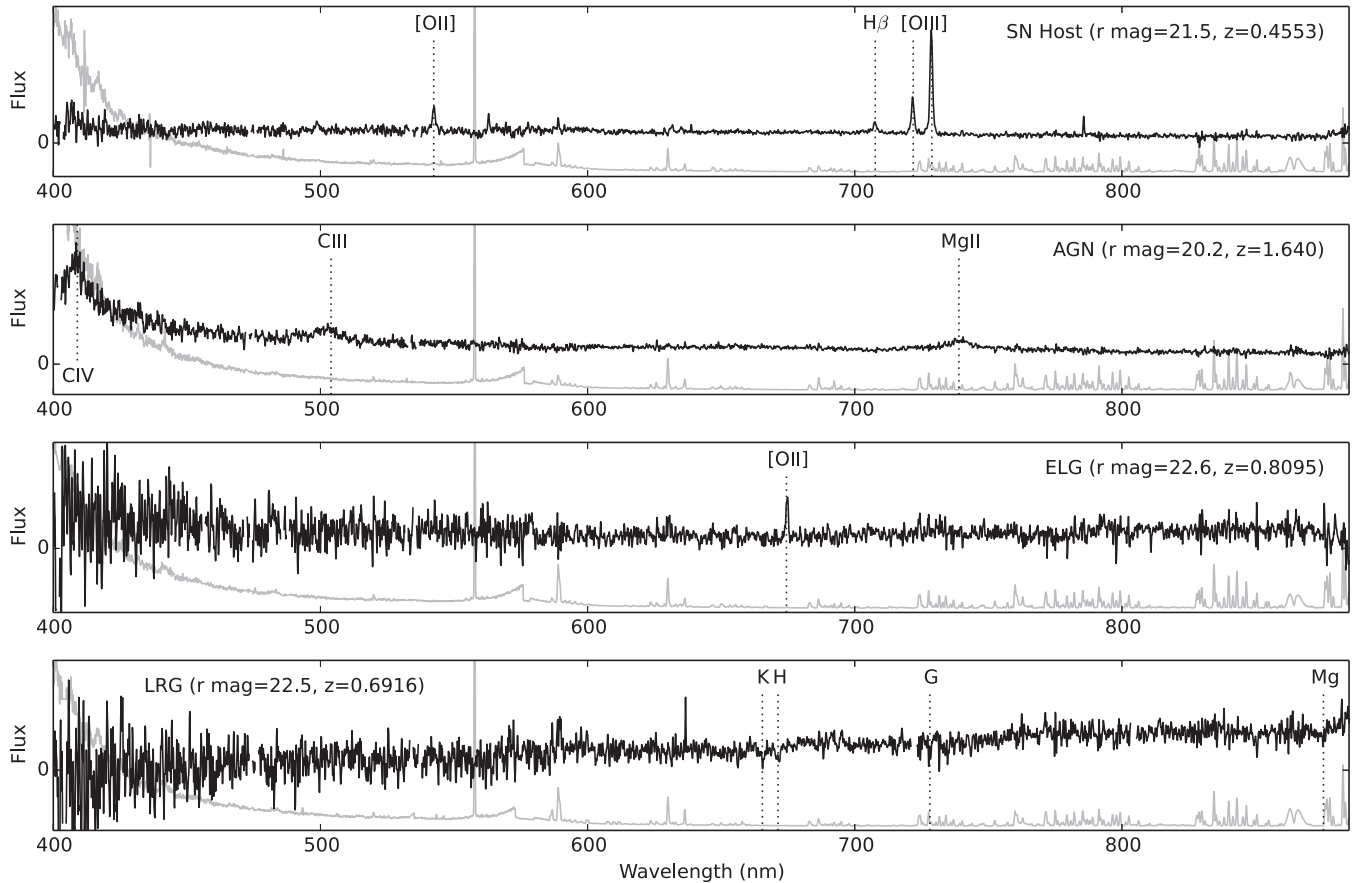 [OII] Hβ [OIII] SN Host (r mag=21.5, z=0.4553)
Flux
0
400 500 600 700 800
CIII MgII AGN (r mag=20.2, z=1.640)
Flux
0
CIV
400 500 600 700 800
[OII] ELG (r mag=22.6, z=0.8095)
Flux
0
400 500 600 700 800
LRG (r mag=22.5, z=0.6916) K H G Mg
Flux
0
400 500 600 700 800
Wavelength (nm)